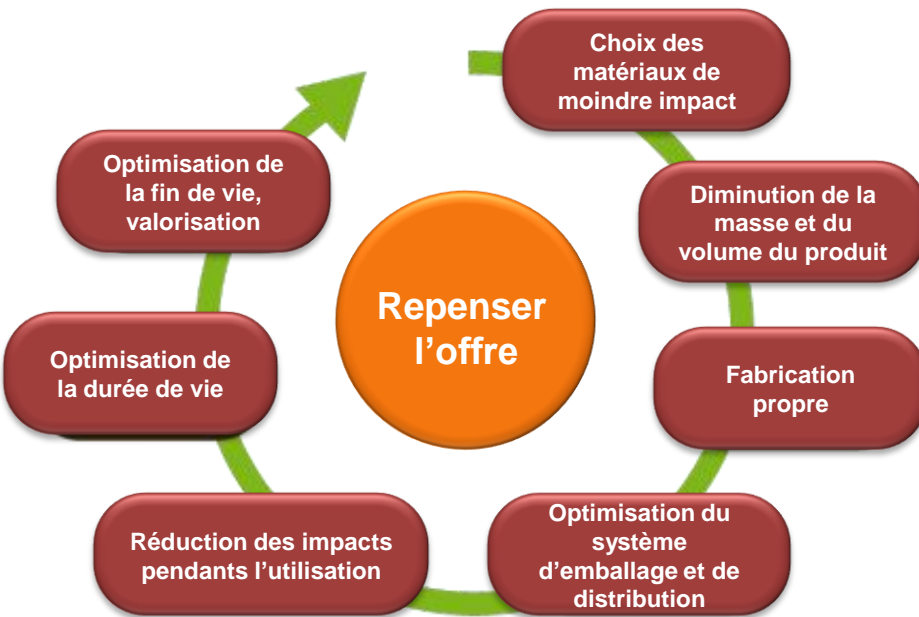 Choix des
matériaux de
moindre impact
Diminution de la
masse et du
volume du produit
Fabrication
propre
Optimisation du
système
d'emballage et de
distribution
Réduction des impacts
pendants l'utilisation
Optimisation de
la durée de vie
Optimisation de
la fin de vie,
valorisation
Repenser
l'offre